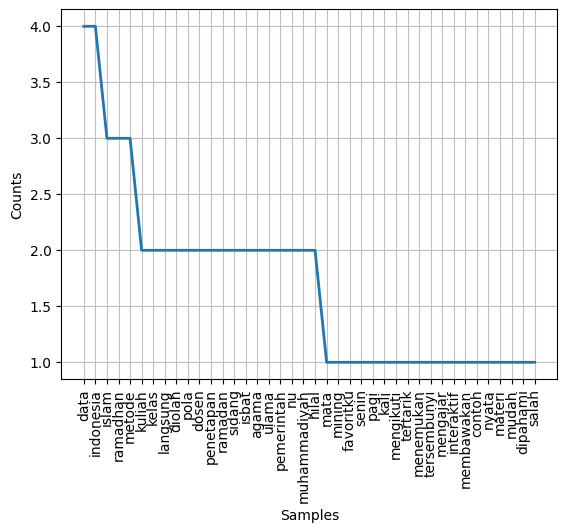 4.0
3.5
3.0
2.5
2.0
1.5
1.0
Counts
data
indonesia
islam
ramadhan
metode
kuliah
kelas
langsung
diolah
pola
dosen
penetapan
ramadan
sidang
isbat
agama
ulama
pemerintah
nu
muhammadiyah
hilal
mata
mining
favoritku
senin
pagi
kali
mengikuti
tertarik
menemukan
tersembunyi
mengajar
interaktif
membawakan
contoh
nyata
materi
mudah
dipahami
salah
Samples